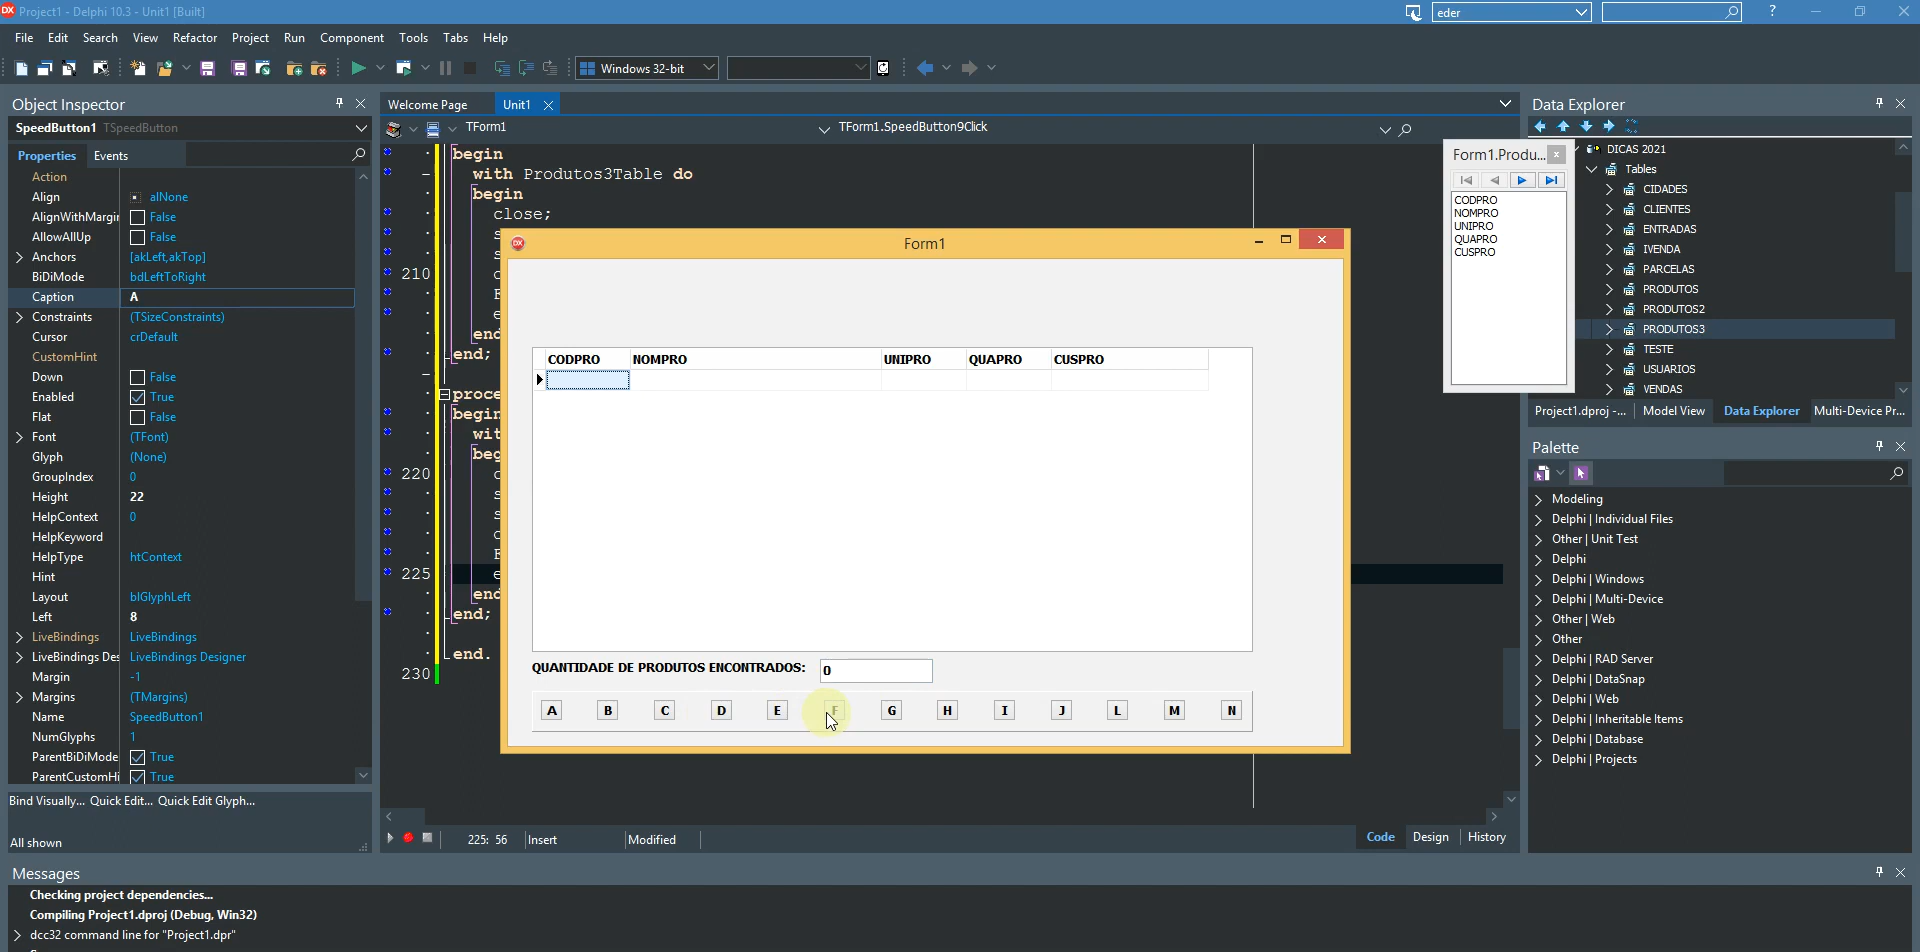 Project1 - Delphi 10.3 - Unit1 [Built]
eder
?
File Edit Search View Refactor Project Run Component Tools Tabs Help
Windows 32-bit
Object Inspector
SpeedButton1 TSpeedButton
Properties Events
Action
Align alNone
AlignWithMargin False
AllowAllUp False
Anchors [akLeft,akTop]
BiDiMode bdLeftToRight
Caption A
Constraints (TSizeConstraints)
Cursor crDefault
CustomHint
Down False
Enabled True
Flat False
Font (TFont)
Glyph (None)
GroupIndex 0
Height 22
HelpContext 0
HelpKeyword
HelpType htContext
Hint
Layout blGlyphLeft
Left 8
LiveBindings LiveBindings
LiveBindings Des LiveBindings Designer
Margin -1
Margins (TMargins)
Name SpeedButton1
NumGlyphs 1
ParentBiDiMode True
ParentCustomHi True
Bind Visually... Quick Edit... Quick Edit Glyph...
All shown
Welcome Page Unit1
TForm1 TForm1.SpeedButton9Click
begin
with Produtos3Table do
begin
close;
210
end
end;
proce
begin
wit
beg
220
225
end
end;
end.
230
Form1
CODPRO NOMPRO UNIPRO QUAPRO CUSPRO
QUANTIDADE DE PRODUTOS ENCONTRADOS: 0
A B C D E F G H I J L M N
225: 56 Insert Modified
Code Design History
Form1.Produ...
CODPRO
NOMPRO
UNIPRO
QUAPRO
CUSPRO
Data Explorer
DICAS 2021
Tables
CIDADES
CLIENTES
ENTRADAS
IVENDA
PARCELAS
PRODUTOS
PRODUTOS2
PRODUTOS3
TESTE
USUARIOS
VENDAS
Project1.dproj -... Model View Data Explorer Multi-Device Pr...
Palette
Modeling
Delphi | Individual Files
Other | Unit Test
Delphi
Delphi | Windows
Delphi | Multi-Device
Other | Web
Other
Delphi | RAD Server
Delphi | DataSnap
Delphi | Web
Delphi | Inheritable Items
Delphi | Database
Delphi | Projects
Messages
Checking project dependencies...
Compiling Project1.dproj (Debug, Win32)
dcc32 command line for "Project1.dpr"